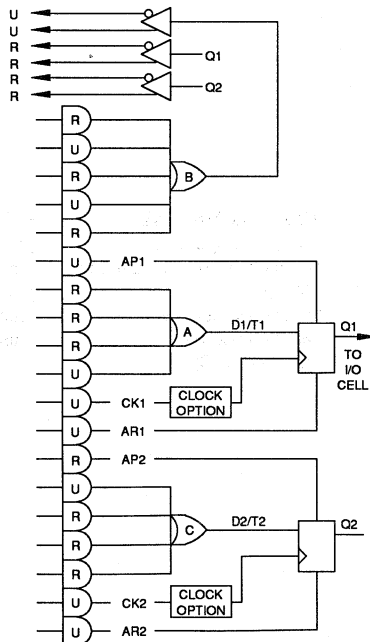 U
U
R
R Q1
R
R Q2
R
U
R B
U
R
U AP1
R
R A D1/T1 Q1
R
U
TO
I/O
CELL
U CK1 CLOCK OPTION
U AR1
R AP2
U
R C D2/T2 Q2
R
R
U CK2 CLOCK OPTION
U AR2